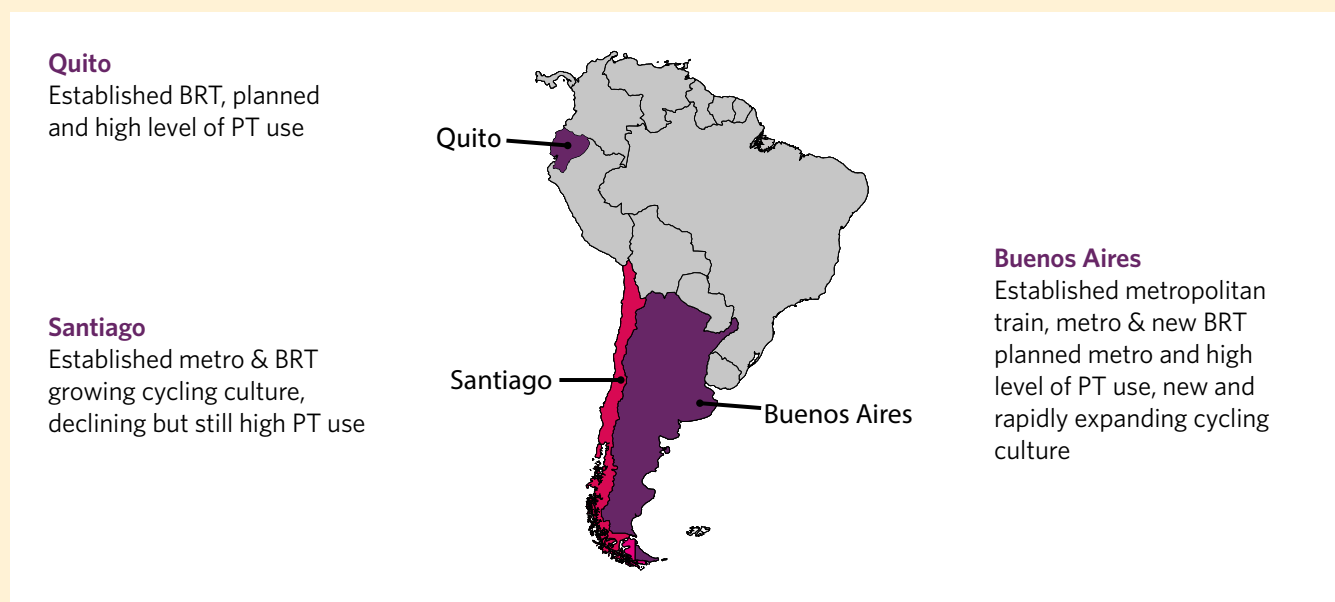 Quito
Established BRT, planned
and high level of PT use
Quito
Santiago
Established metro & BRT
growing cycling culture,
declining but still high PT use
Santiago
Buenos Aires
Buenos Aires
Established metropolitan
train, metro & new BRT
planned metro and high
level of PT use, new and
rapidly expanding cycling
culture